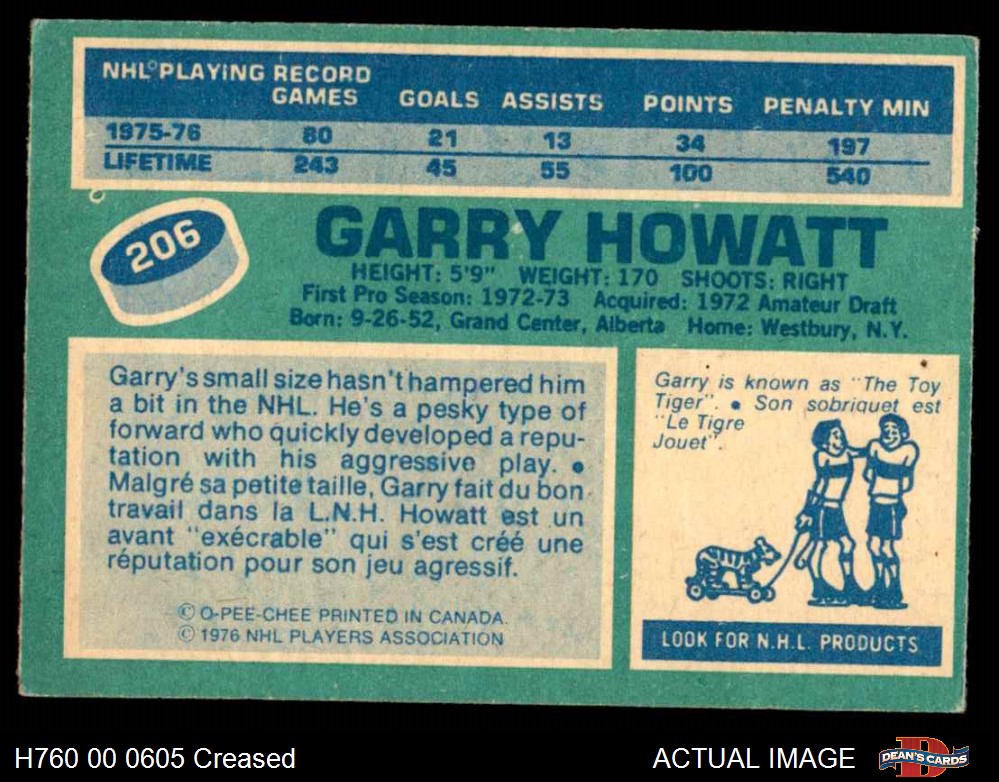 NHL PLAYING RECORD
GAMES GOALS ASSISTS POINTS PENALTY MIN
1975-76 80 21 13 34 197
LIFETIME 243 45 55 100 540
206
GARRY HOWATT
HEIGHT: 5'9" WEIGHT: 170 SHOOTS: RIGHT
First Pro Season: 1972-73 Acquired: 1972 Amateur Draft
Born: 9-26-52, Grand Center, Alberta Home: Westbury, N.Y.
Garry's small size hasn't hampered him
a bit in the NHL. He's a pesky type of
forward who quickly developed a repu-
tation with his aggressive play. •
Malgré sa petite taille, Garry fait du bon
travail dans la L.N.H. Howatt est un
avant "exécrable" qui s'est créé une
réputation pour son jeu agressif.
© O-PEE-CHEE PRINTED IN CANADA.
© 1976 NHL PLAYERS ASSOCIATION
Garry is known as "The Toy
Tiger". • Son sobriquet est
"Le Tigre
Jouet".
LOOK FOR N.H.L. PRODUCTS
H760 00 0605 Creased
ACTUAL IMAGE
DEAN'S CARDS